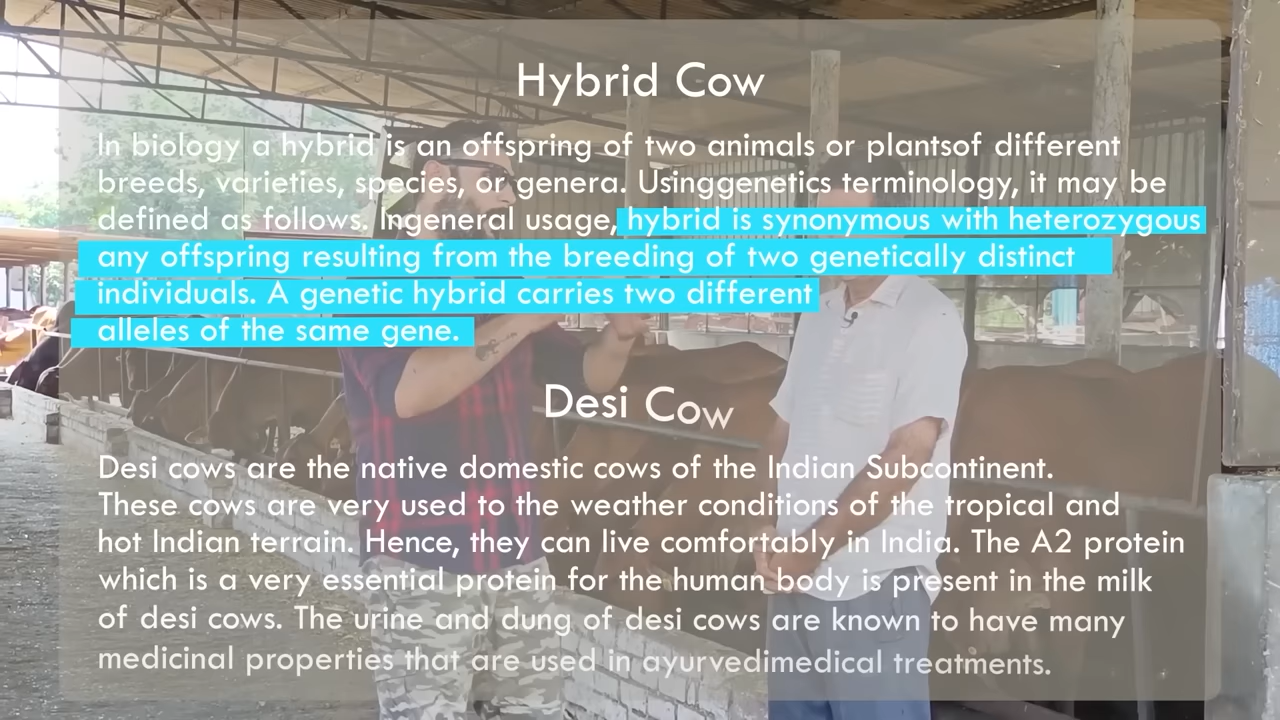 Hybrid Cow
In biology a hybrid is an offspring of two animals or plantsof different
breeds, varieties, species, or genera. Usinggenetics terminology, it may be
defined as follows. Ingeneral usage, hybrid is synonymous with heterozygous
any offspring resulting from the breeding of two genetically distinct
individuals. A genetic hybrid carries two different
alleles of the same gene.
Desi Cow
Desi cows are the native domestic cows of the Indian Subcontinent.
These cows are very used to the weather conditions of the tropical and
hot Indian terrain. Hence, they can live comfortably in India. The A2 protein
which is a very essential protein for the human body is present in the milk
of desi cows. The urine and dung of desi cows are known to have many
medicinal properties that are used in ayurvedimedical treatments.